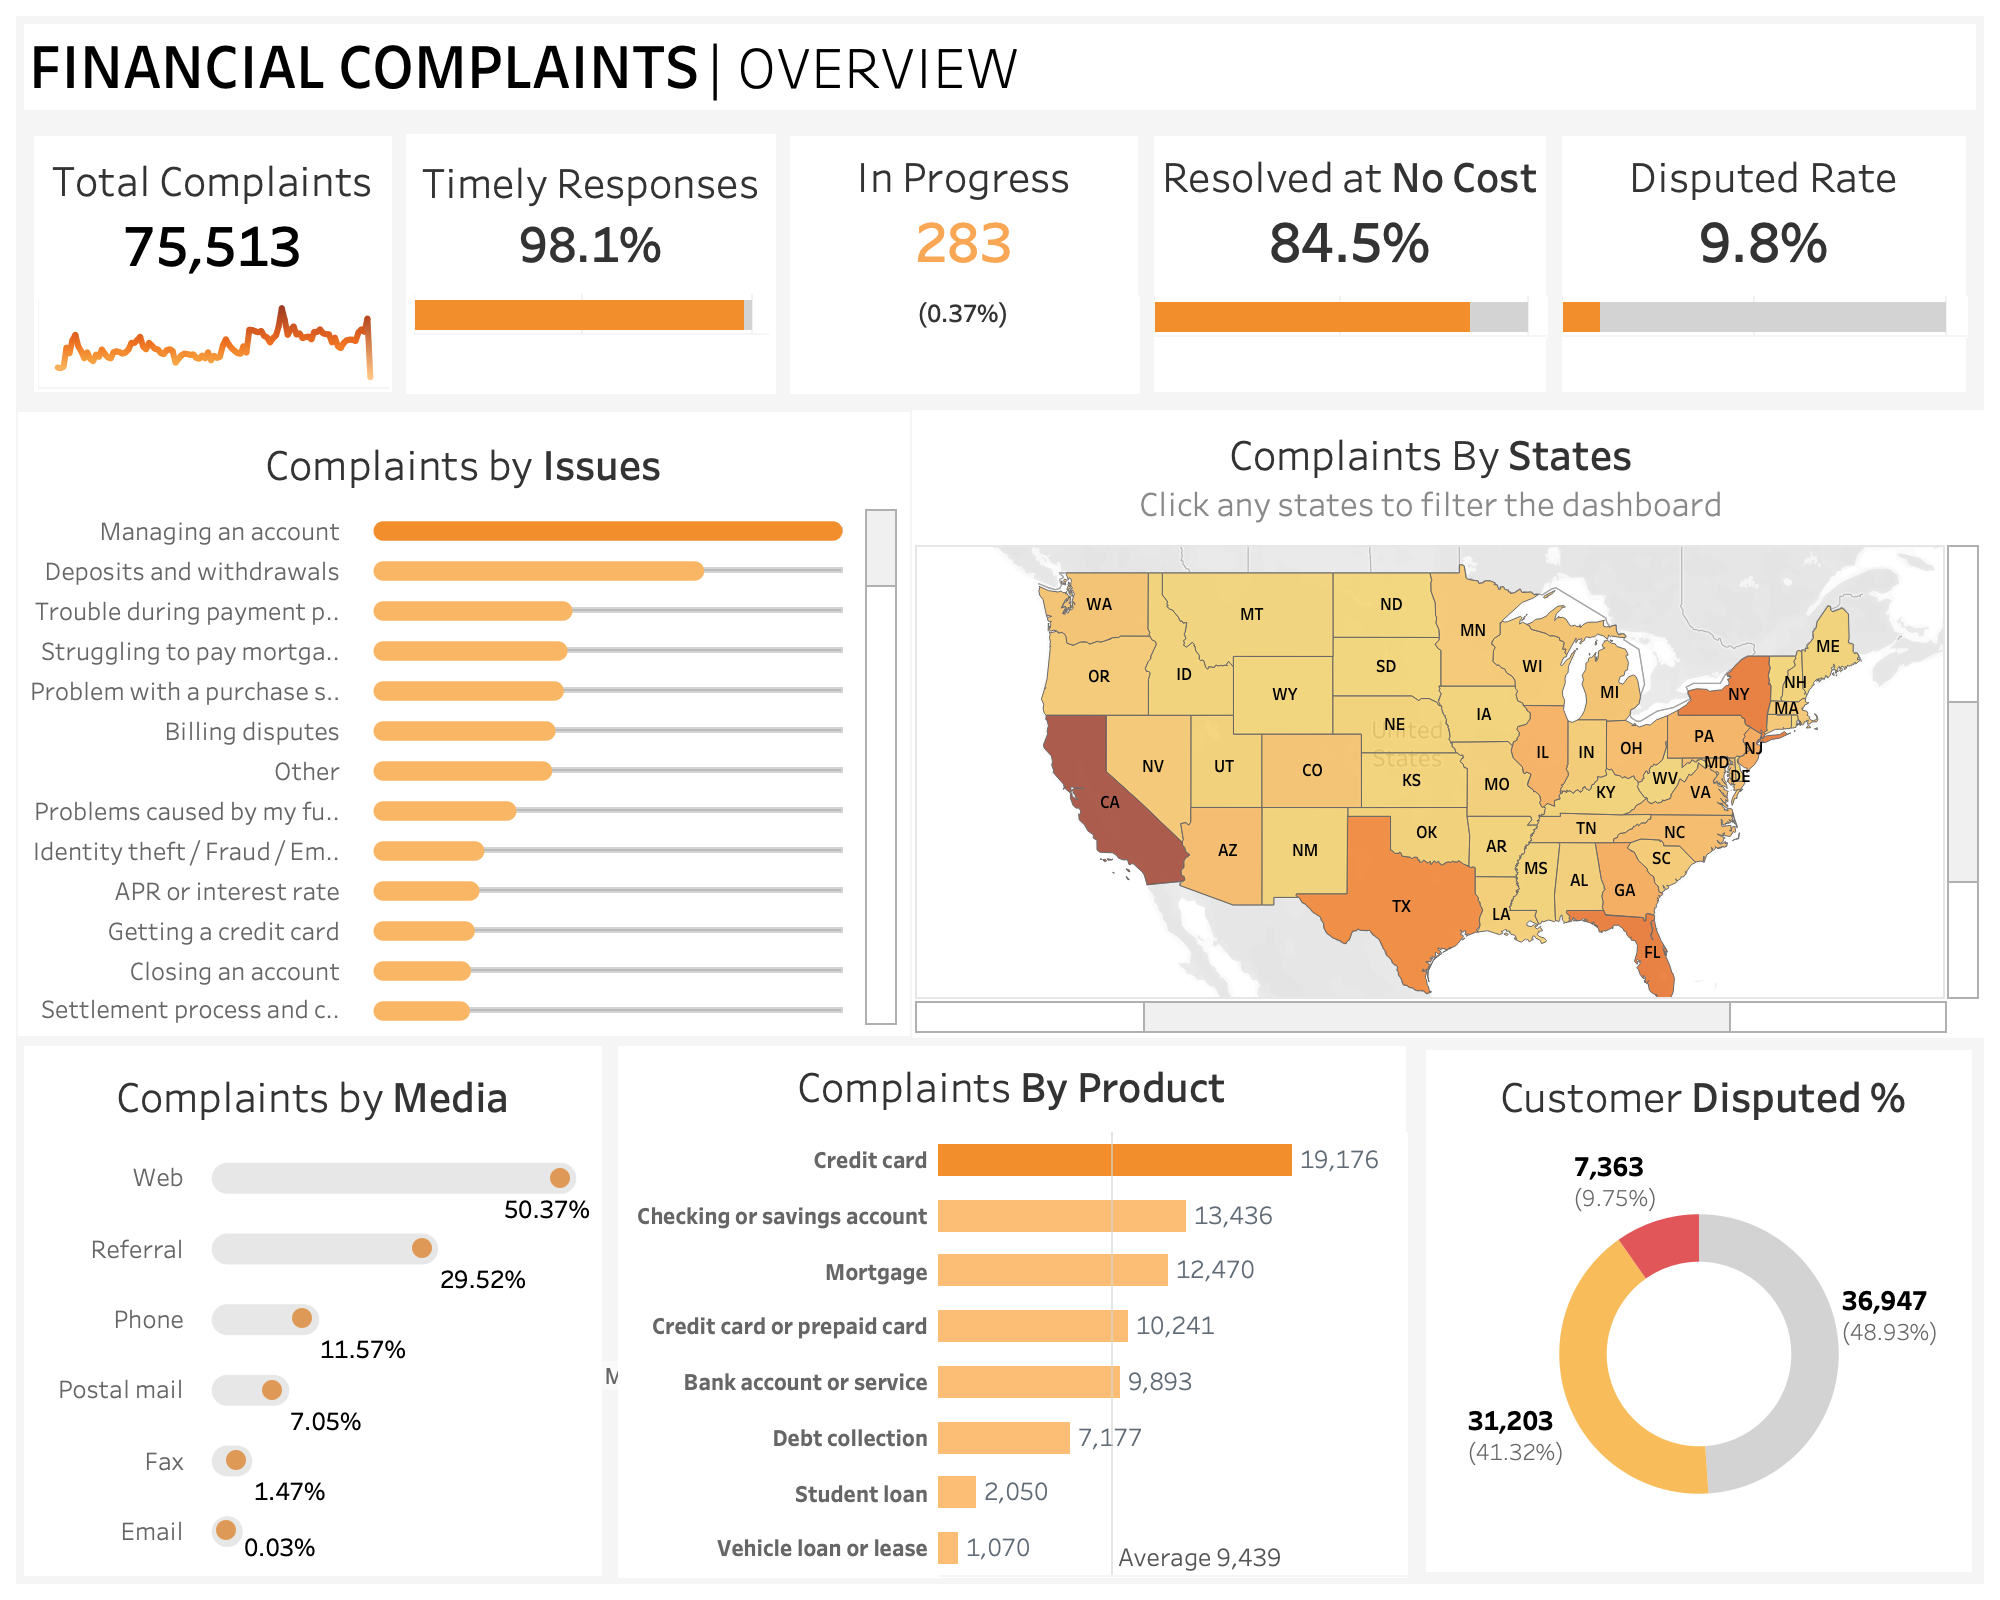 FINANCIAL COMPLAINTS | OVERVIEW
Total Complaints
75,513
Timely Responses
98.1%
In Progress
283
(0.37%)
Resolved at No Cost
84.5%
Disputed Rate
9.8%
Complaints by Issues
Managing an account
Deposits and withdrawals
Trouble during payment p..
Struggling to pay mortga..
Problem with a purchase s..
Billing disputes
Other
Problems caused by my fu..
Identity theft / Fraud / Em..
APR or interest rate
Getting a credit card
Closing an account
Settlement process and c..
Complaints By States
Click any states to filter the dashboard
WA
MT
ND
MN
ME
OR
ID
WY
SD
WI
MI
NY
NH
MA
NE
IA
United
States
PA
NJ
NV
UT
CO
KS
MO
IL
IN
OH
WV
MD
DE
VA
KY
CA
AZ
NM
OK
AR
TN
NC
SC
MS
AL
GA
TX
LA
FL
Complaints by Media
Web
50.37%
Referral
29.52%
Phone
11.57%
Postal mail
7.05%
Fax
1.47%
Email
0.03%
M
Complaints By Product
Credit card 19,176
Checking or savings account 13,436
Mortgage 12,470
Credit card or prepaid card 10,241
Bank account or service 9,893
Debt collection 7,177
Student loan 2,050
Vehicle loan or lease 1,070
Average 9,439
Customer Disputed %
7,363
(9.75%)
36,947
(48.93%)
31,203
(41.32%)